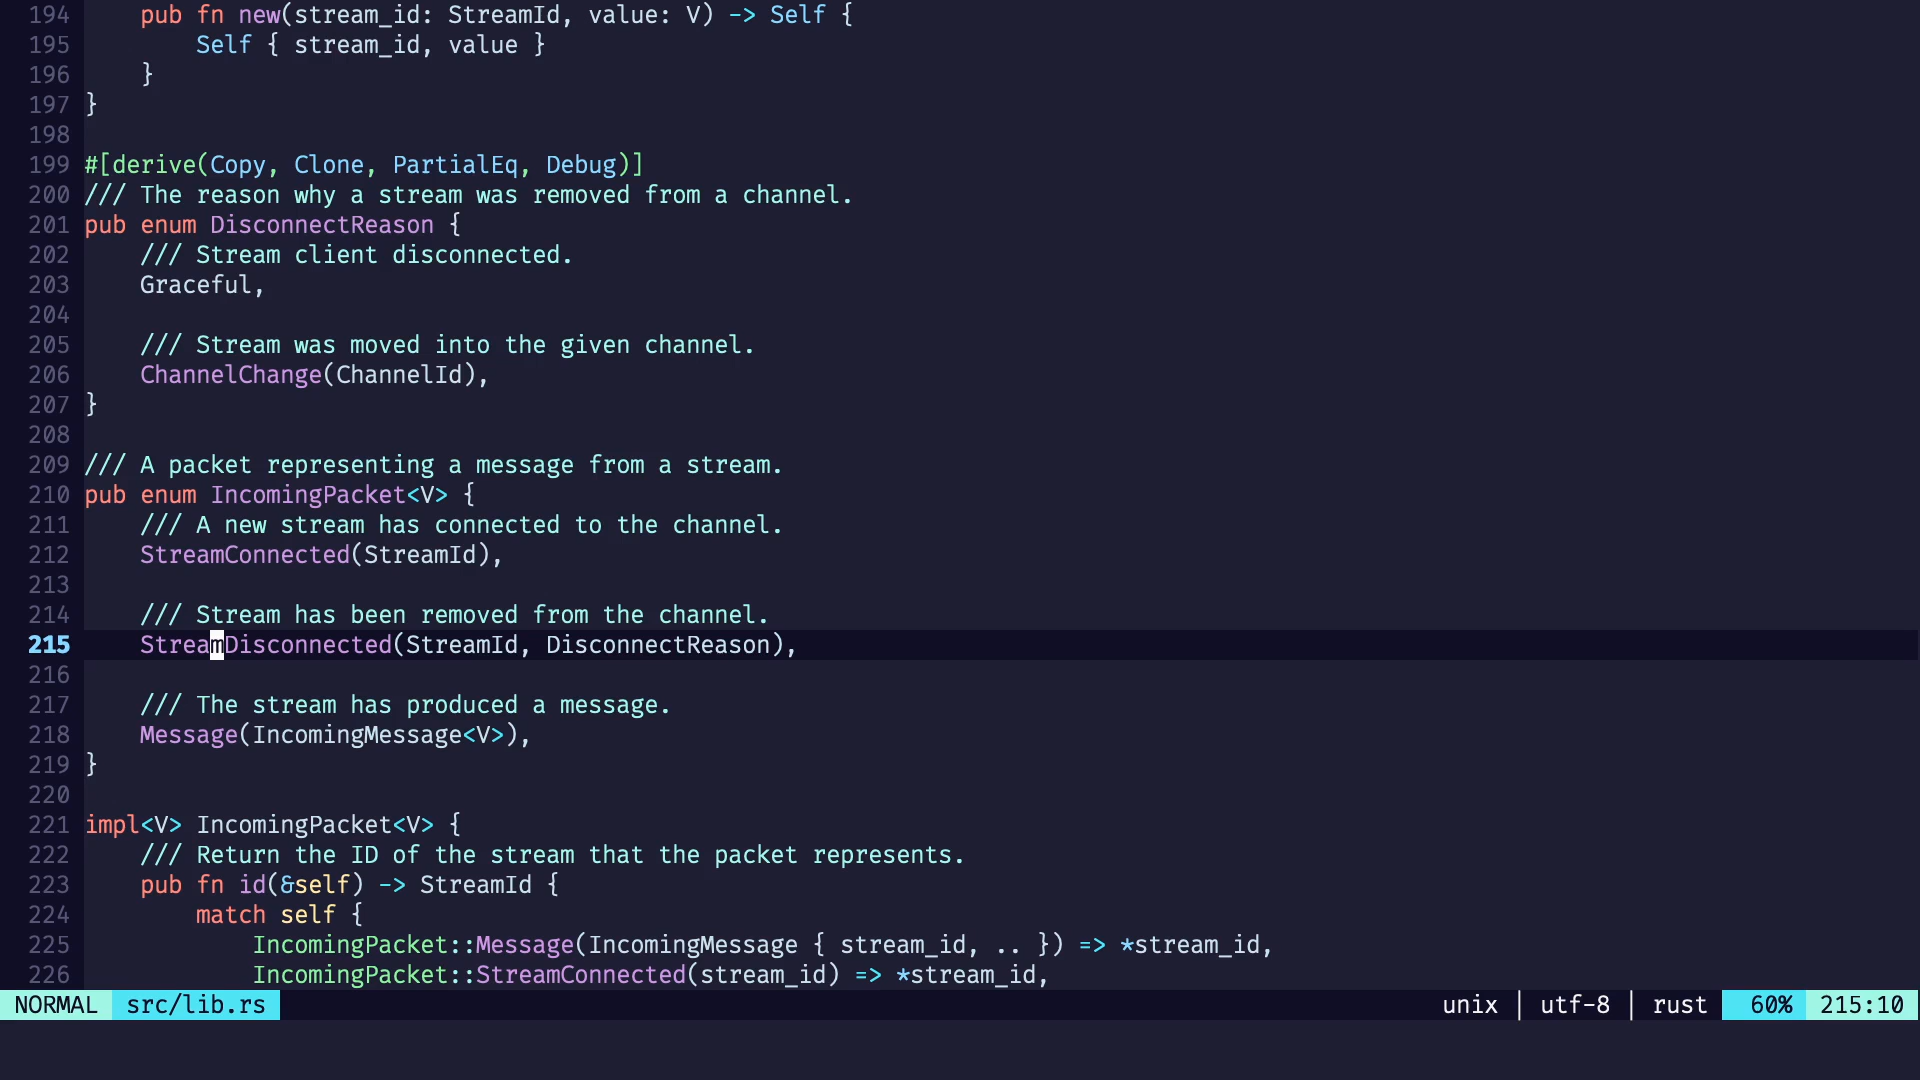 194     pub fn new(stream_id: StreamId, value: V) -> Self {
195         Self { stream_id, value }
196     }
197 }
198
199 #[derive(Copy, Clone, PartialEq, Debug)]
200 /// The reason why a stream was removed from a channel.
201 pub enum DisconnectReason {
202     /// Stream client disconnected.
203     Graceful,
204
205     /// Stream was moved into the given channel.
206     ChannelChange(ChannelId),
207 }
208
209 /// A packet representing a message from a stream.
210 pub enum IncomingPacket<V> {
211     /// A new stream has connected to the channel.
212     StreamConnected(StreamId),
213
214     /// Stream has been removed from the channel.
215     StreamDisconnected(StreamId, DisconnectReason),
216
217     /// The stream has produced a message.
218     Message(IncomingMessage<V>),
219 }
220
221 impl<V> IncomingPacket<V> {
222     /// Return the ID of the stream that the packet represents.
223     pub fn id(&self) -> StreamId {
224         match self {
225             IncomingPacket::Message(IncomingMessage { stream_id, .. }) => *stream_id,
226             IncomingPacket::StreamConnected(stream_id) => *stream_id,
NORMAL src/lib.rs unix | utf-8 | rust 60% 215:10